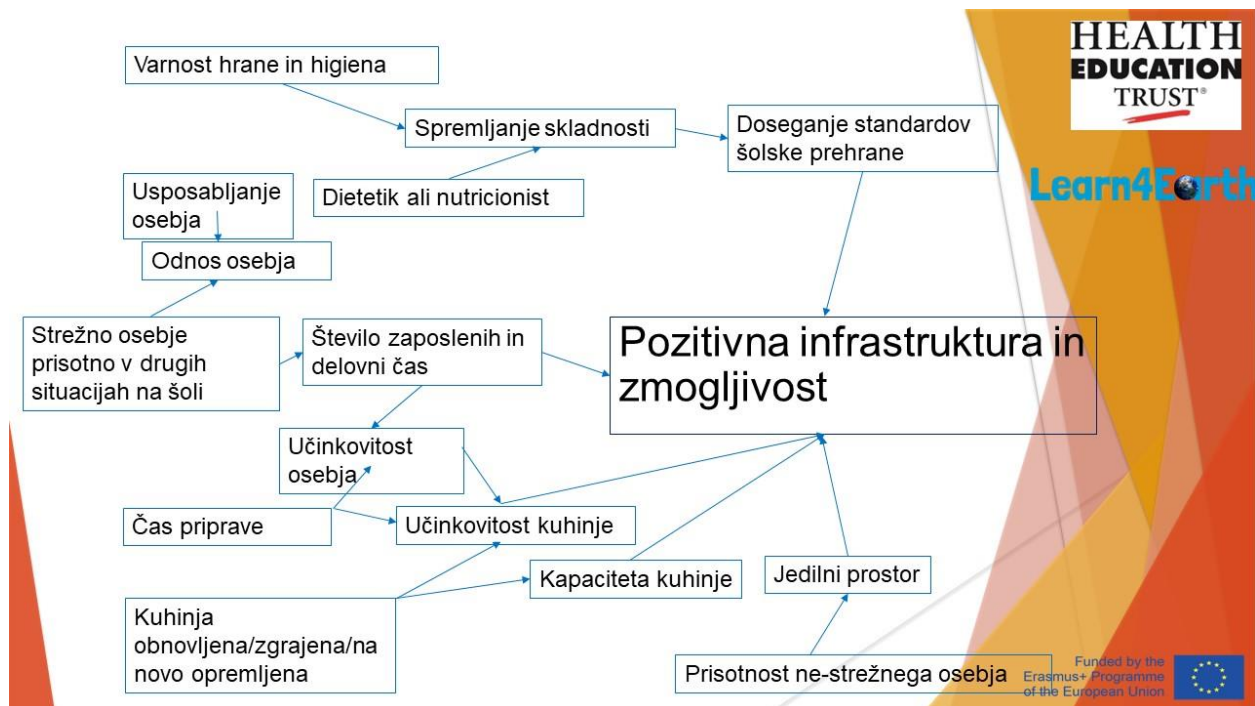 Varnost hrane in higiena
HEALTH
EDUCATION
TRUST®
Spremljanje skladnosti
Doseganje standardov
šolske prehrane
Learn4Earth
Usposabljanje
osebja
Dietetik ali nutricionist
Odnos osebja
Strežno osebje
prisotno v drugih
situacijah na šoli
Število zaposlenih in
delovni čas
Pozitivna infrastruktura in
zmogljivost
Učinkovitost
osebja
Čas priprave
Učinkovitost kuhinje
Kapaciteta kuhinje
Jedilni prostor
Kuhinja
obnovljena/zgrajena/na
novo opremljena
Prisotnost ne-strežnega osebja
Funded by the
Erasmus+ Programme
of the European Union